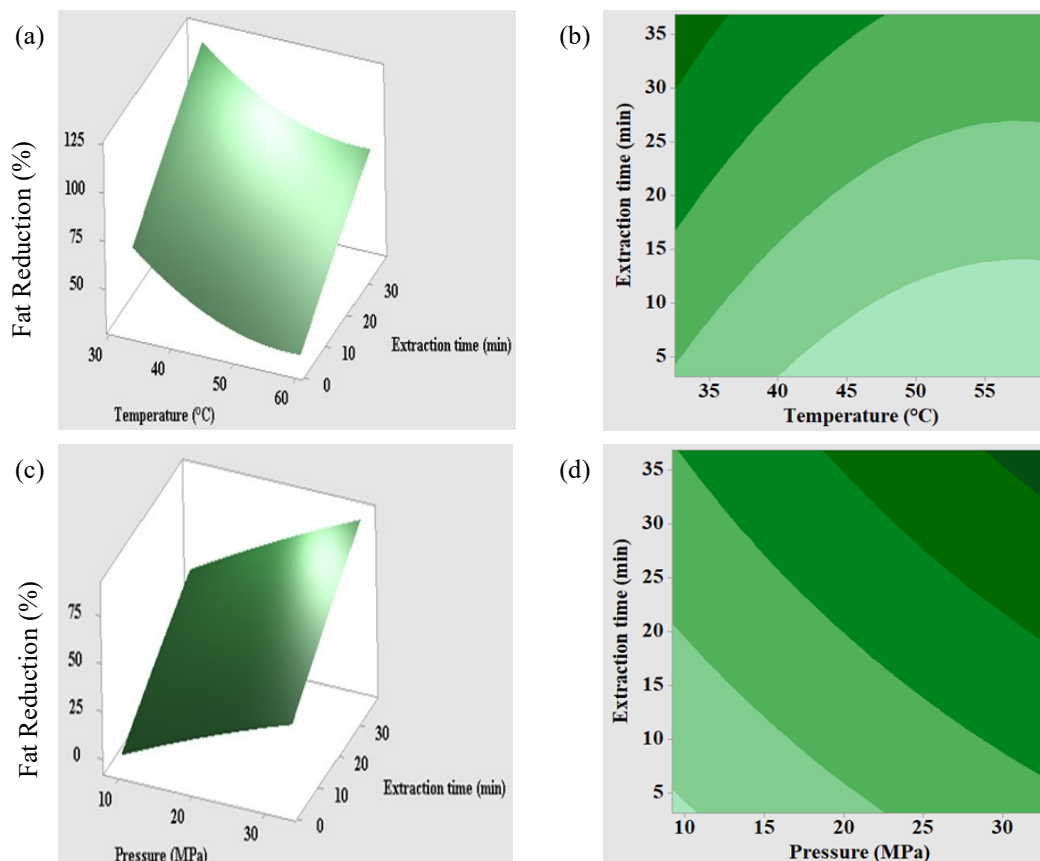 (a)
Fat Reduction (%)
125
100
75
50
30
40
50
60
Temperature (°C)
0
10
20
30
Extraction time (min)
(b)
Extraction time (min)
35
30
25
20
15
10
5
35 40 45 50 55
Temperature (°C)
(c)
Fat Reduction (%)
75
50
25
0
10
20
30
Pressure (MPa)
0
10
20
30
Extraction time (min)
(d)
Extraction time (min)
35
30
25
20
15
10
5
10 15 20 25 30
Pressure (MPa)